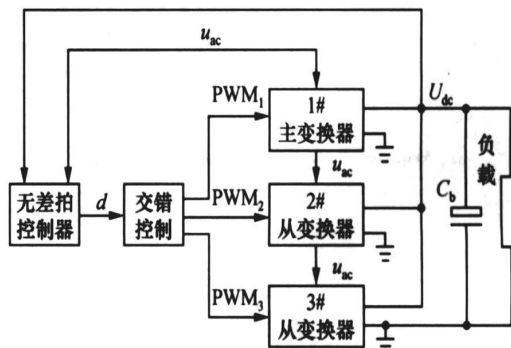 u_ac
PWM₁
1#
主变换器
U_dc
u_ac
负载
无差拍
控制器
d
交错
控制
PWM₂
2#
从变换器
C_b
u_ac
PWM₃
3#
从变换器